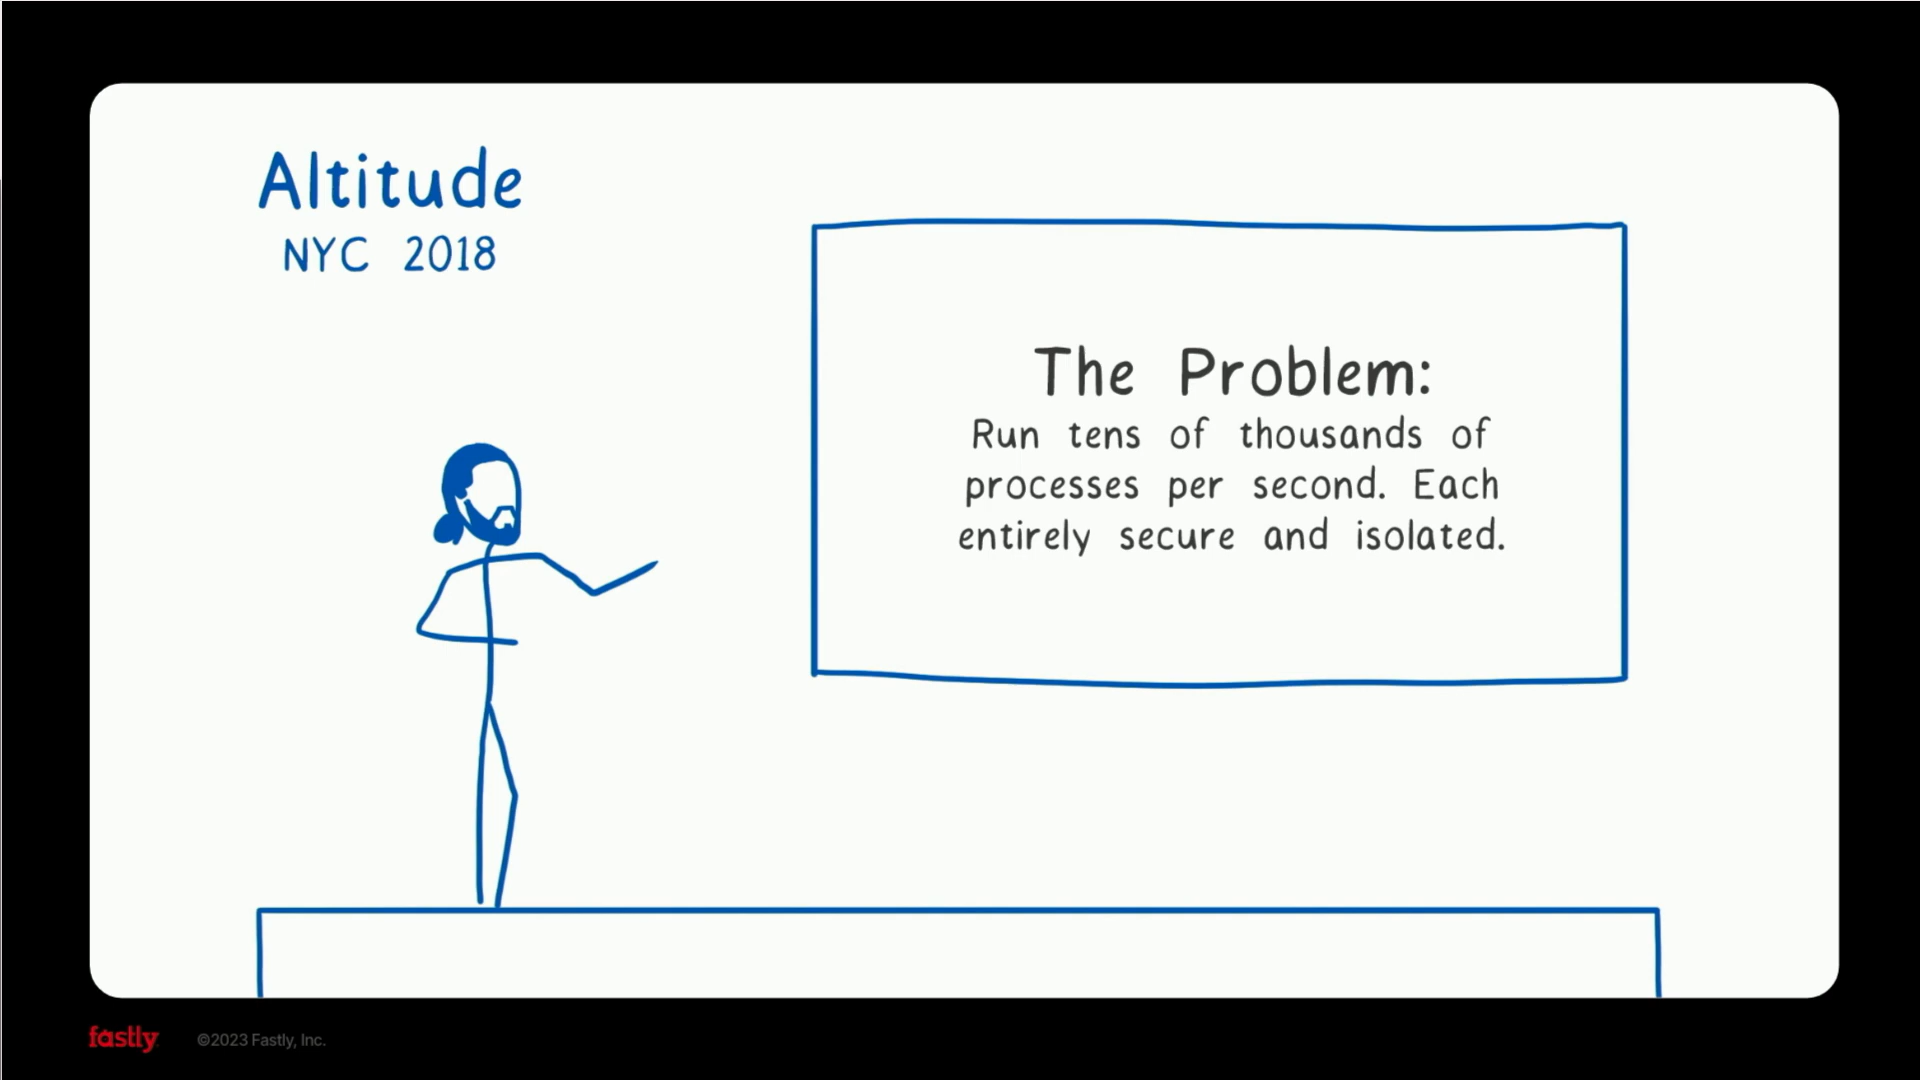 Altitude
NYC 2018
The Problem:
Run tens of thousands of
processes per second. Each
entirely secure and isolated.
fastly
©2023 Fastly, Inc.